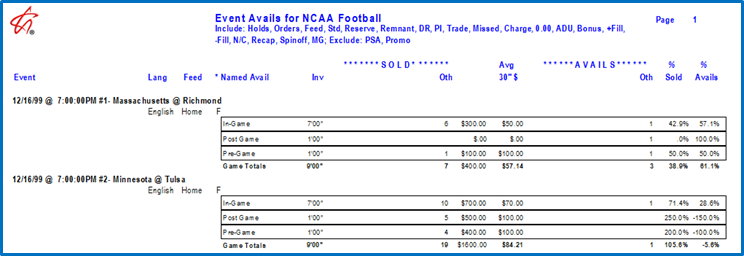 Event Avails for NCAA Football Page 1
Include: Holds, Orders, Feed, Std, Reserve, Remnant, DR, PI, Trade, Missed, Charge, 0.00, ADU, Bonus, +Fill,
-Fill, N/C, Recap, Spinoff, MG; Exclude: PSA, Promo
******* S O L D * ****** Avg ******A V A I L S****** % %
Event Lang Feed * Named Avail Inv Oth 30" $ Oth Sold Avails
12/16/99 @ 7:00:00PM #1- Massachusetts @ Richmond
English Home F
In-Game 7'00" 6 $300.00 $50.00 1 42.9% 57.1%
Post Game 1'00" $.00 $.00 1 .0% 100.0%
Pre-Game 1'00" 1 $100.00 $100.00 1 50.0% 50.0%
Game Totals 9'00" 7 $400.00 $57.14 3 38.9% 61.1%
12/16/99 @ 7:00:00PM #2- Minnesota @ Tulsa
English Home F
In-Game 7'00" 10 $700.00 $70.00 1 71.4% 28.6%
Post Game 1'00" 5 $500.00 $100.00 250.0% -150.0%
Pre-Game 1'00" 4 $400.00 $100.00 200.0% -100.0%
Game Totals 9'00" 19 $1600.00 $84.21 1 105.6% -5.6%